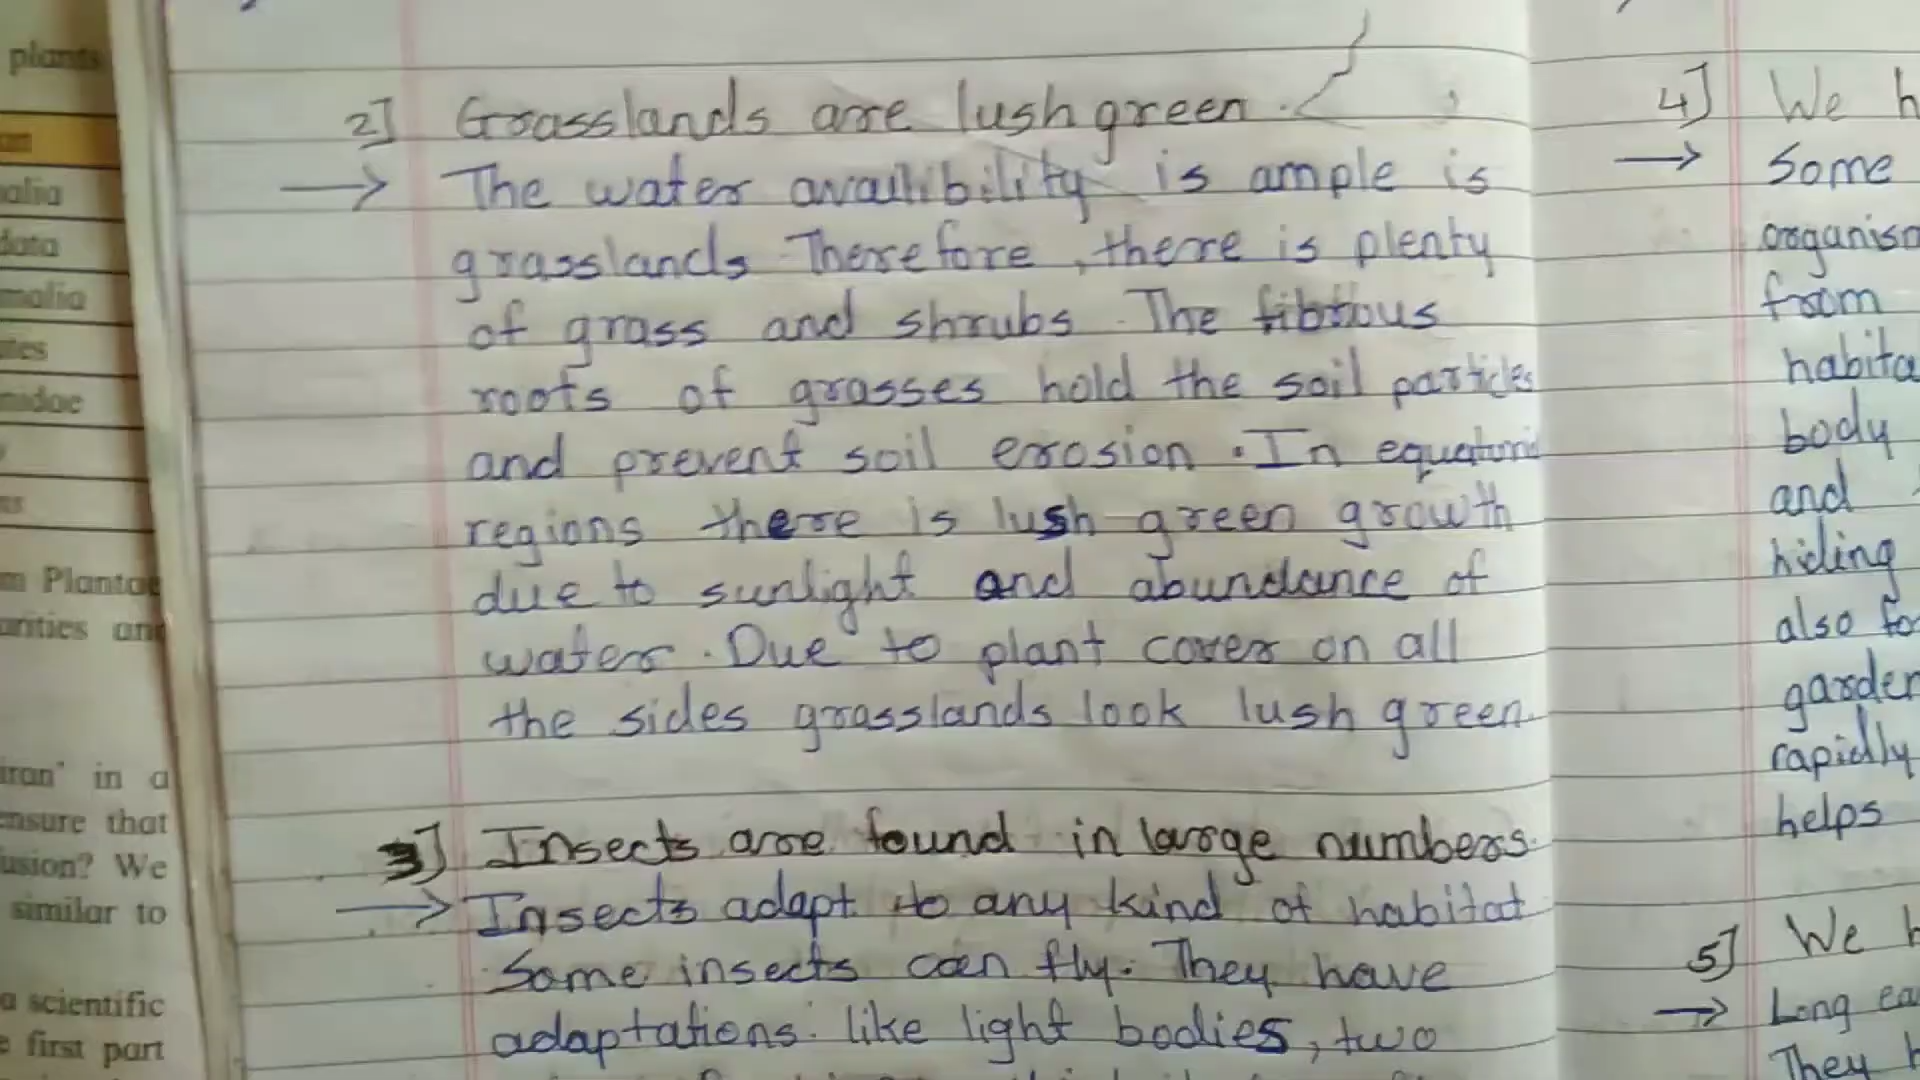 plants
alia
data
malia
tes
nidae
m Plantae
arities and
iran' in a
ensure that
usion? We
similar to
a scientific
e first part
2] Grasslands are lush green.
→ The water availibility is ample is
grasslands Therefore, there is plenty
of grass and shrubs. The fibrous
roots of grasses hold the soil particles
and prevent soil erosion. In
regions there is lush green growth
due to sunlight and abundance of
water. Due to plant cover on all
the sides grasslands look lush green.
3] Insects are found in large numbers.
→ Insects adapt to any kind of habitat
Some insects can fly. They have
adaptations. like light bodies, two
4] We h
→ Some
organism
from
habita
body
and
hiding
also fo
garden
rapidly
helps
5] We h
→ Long ea
They h